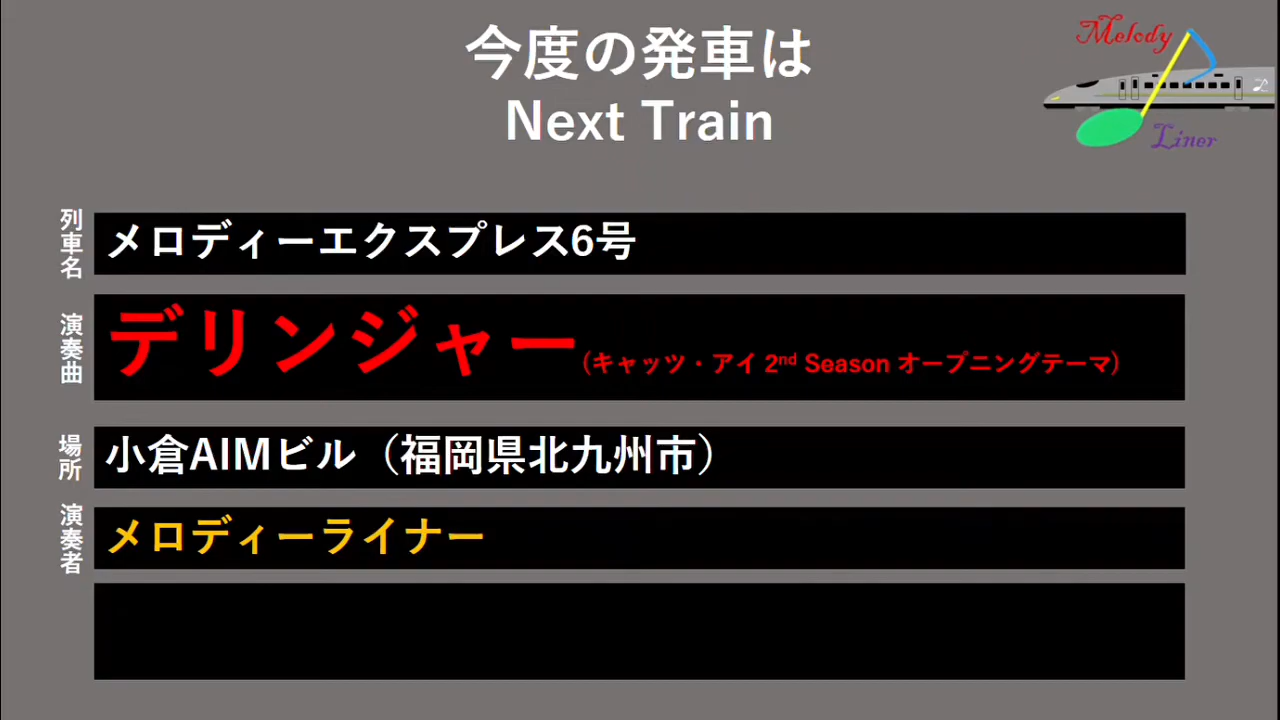 今度の発車は
Next Train
Melody
Liner
列車名
メロディーエクスプレス6号
演奏曲
デリンジャー(キャッツ・アイ 2nd Season オープニングテーマ)
場所
小倉AIMビル（福岡県北九州市）
演奏者
メロディーライナー